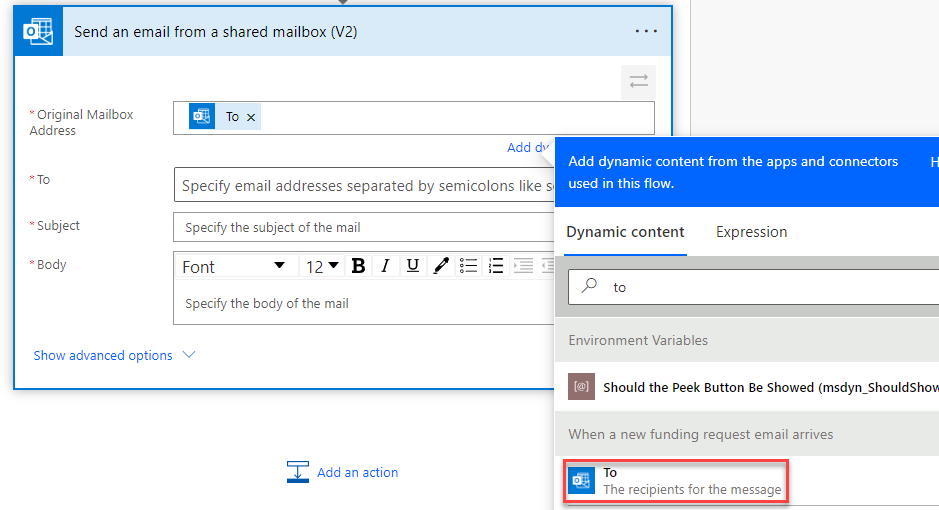 Send an email from a shared mailbox (V2)
* Original Mailbox
Address
To ×
Add dy
* To
Specify email addresses separated by semicolons like
* Subject
Specify the subject of the mail
* Body
Font
12
B I U
Specify the body of the mail
Show advanced options
Add an action
Add dynamic content from the apps and connectors
used in this flow.
H
Dynamic content
Expression
to
Environment Variables
[@]
Should the Peek Button Be Showed (msdyn_ShouldShow
When a new funding request email arrives
To
The recipients for the message